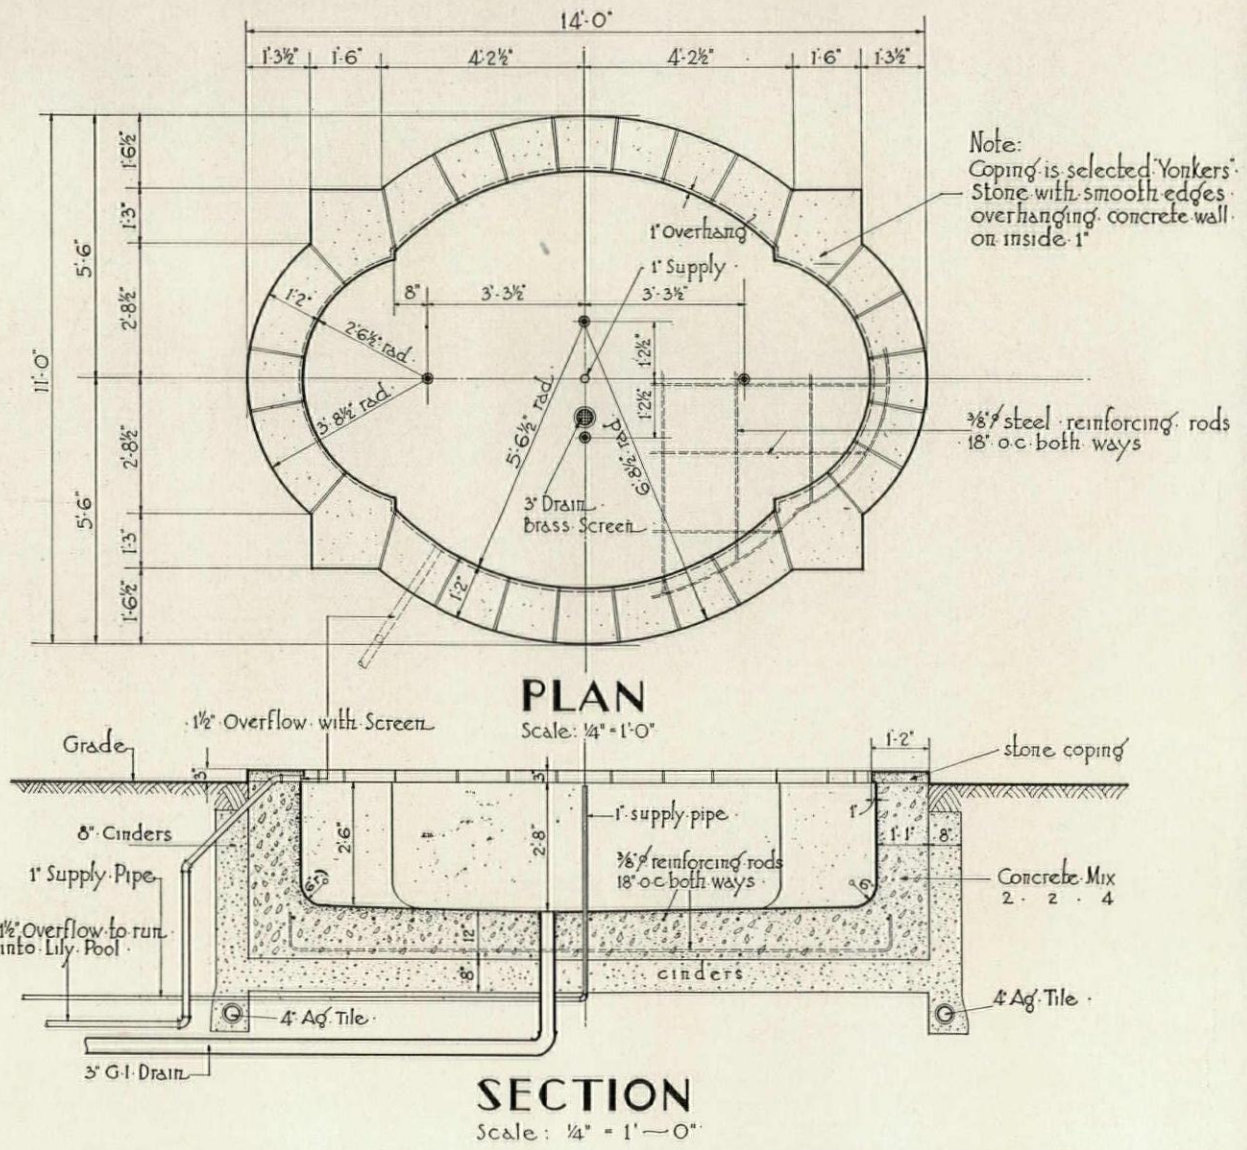 14'-0"
1'·3½" 1'·6" 4'·2½" 4'·2½" 1'·6" 1'·3½"
11'·0"
5'·6"
5'·6"
1'·6½"
1'·3"
2'·8½"
2'·8½"
1'·3"
1'·6½"
Note:
Coping is selected "Yonkers"
Stone with smooth edges
overhanging concrete wall
on inside 1"
1" Overhang
1" Supply
8" 3'-3½" 3'-3½"
1'·2"
2'·6½" rad.
3'·8½" rad.
1'·2½"
1'·2½"
5'·6½" rad
6'·8½" rad.
⅜"⌀ steel reinforcing rods
18" o·c· both ways
3" Drain
Brass Screen
1'·2"
PLAN
Scale: ¼" = 1'-0"
1½" Overflow with Screen
Grade
3"
3"
1'-2"
stone coping
8" Cinders
2'·6"
2'·8"
1" supply pipe
1"
1'·1" 8"
1" Supply Pipe
6" r
⅜"⌀ reinforcing rods
18" o·c both ways
6"
Concrete Mix
2 · 2 · 4
1½" Overflow to run
into Lily Pool
12"
8"
cinders
4" Ag. Tile
4" Ag. Tile
3" G·I· Drain
SECTION
Scale: ¼" = 1'—0"